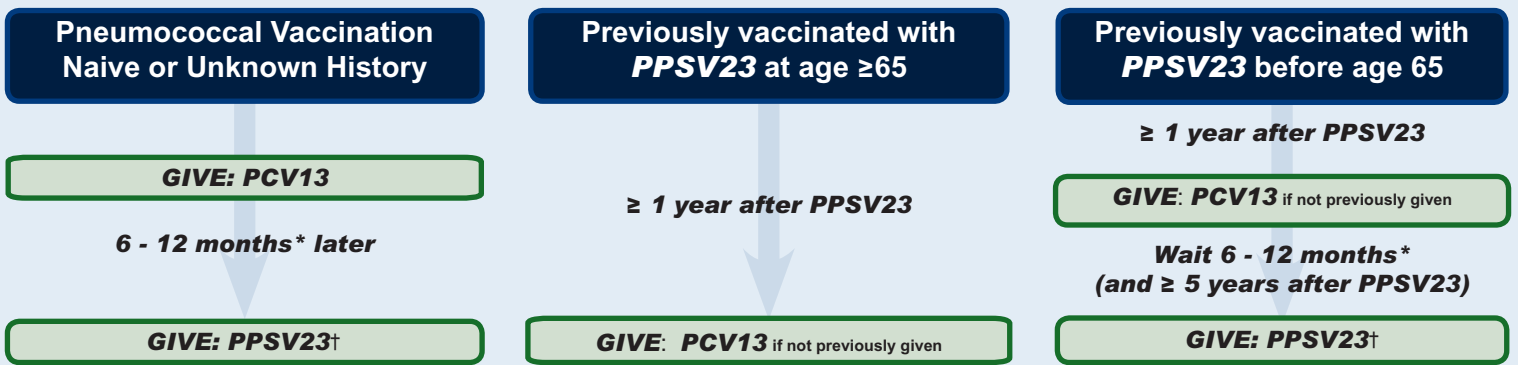 Pneumococcal Vaccination
Naive or Unknown History
GIVE: PCV13
6 - 12 months* later
GIVE: PPSV23†
Previously vaccinated with
PPSV23 at age ≥65
≥ 1 year after PPSV23
GIVE: PCV13 if not previously given
Previously vaccinated with
PPSV23 before age 65
≥ 1 year after PPSV23
GIVE: PCV13 if not previously given
Wait 6 - 12 months*
(and ≥ 5 years after PPSV23)
GIVE: PPSV23†